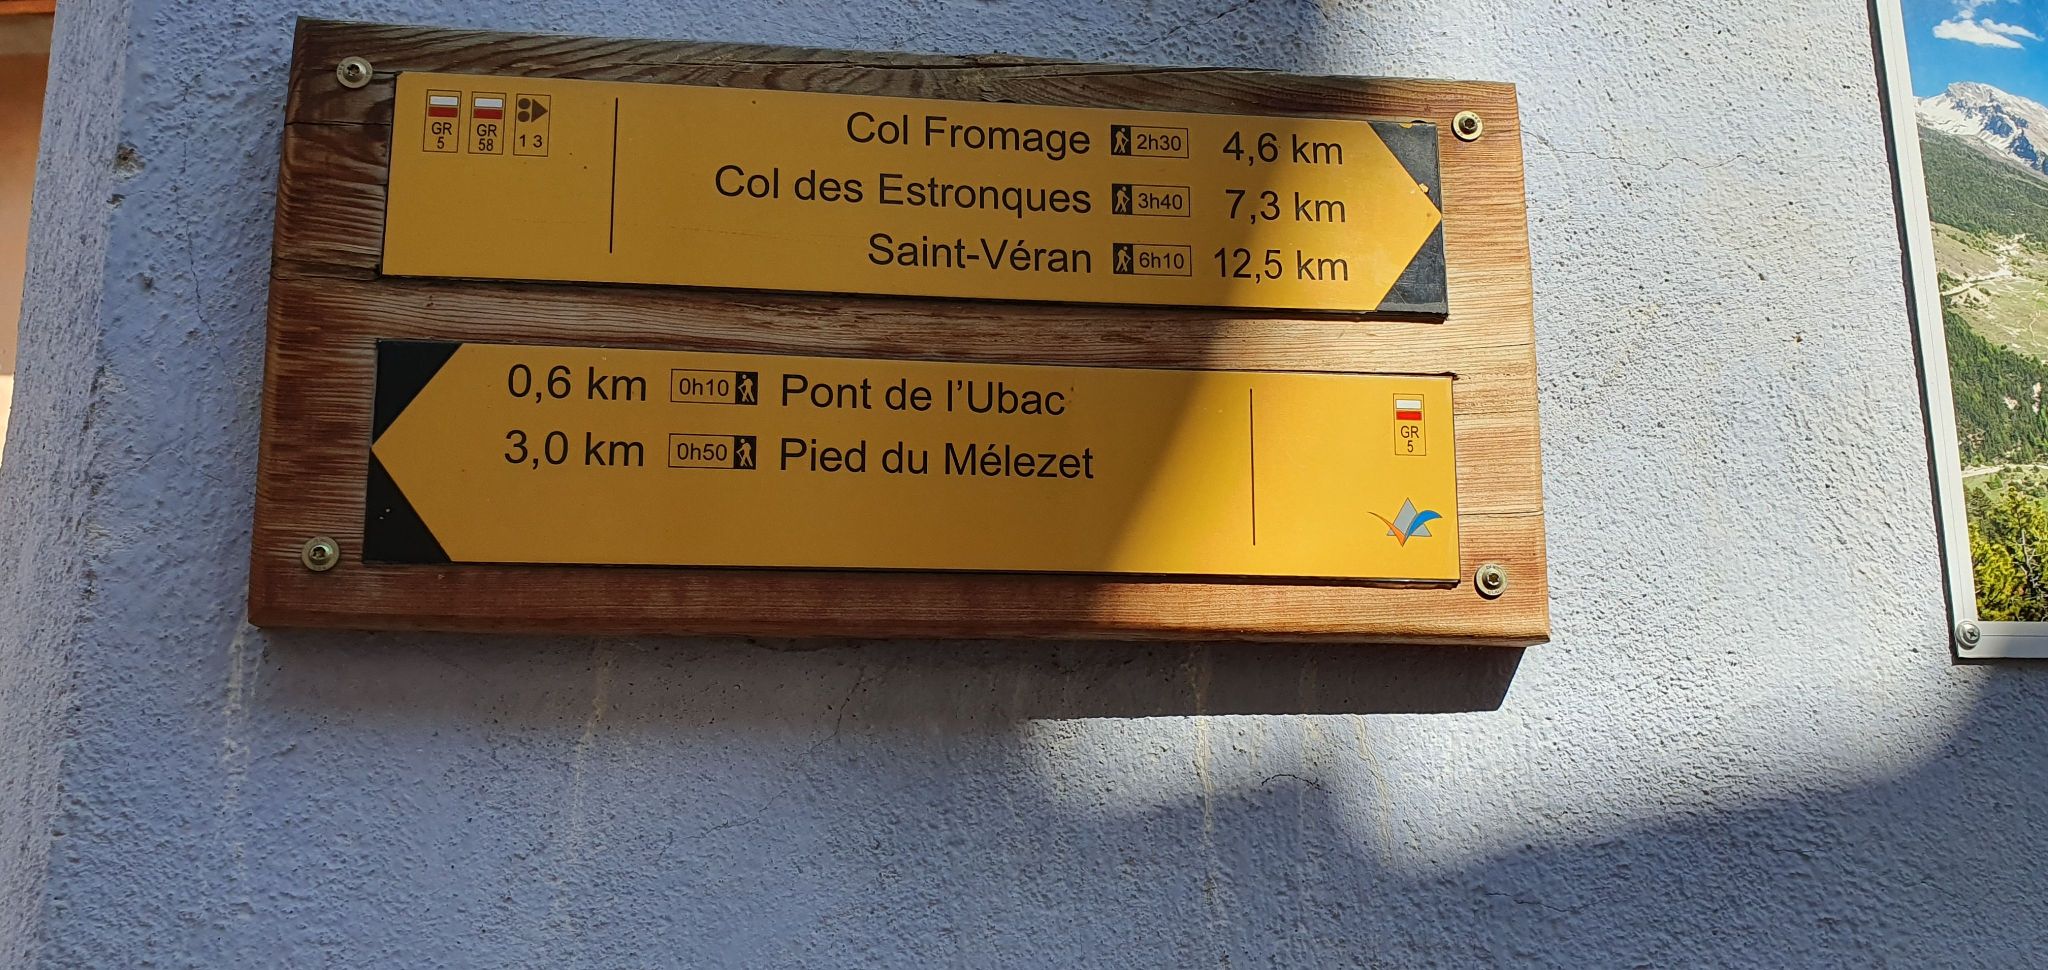 GR 5 GR 58 1 3
Col Fromage 2h30 4,6 km
Col des Estronques 3h40 7,3 km
Saint-Véran 6h10 12,5 km
0,6 km 0h10 Pont de l'Ubac
3,0 km 0h50 Pied du Mélezet
GR 5